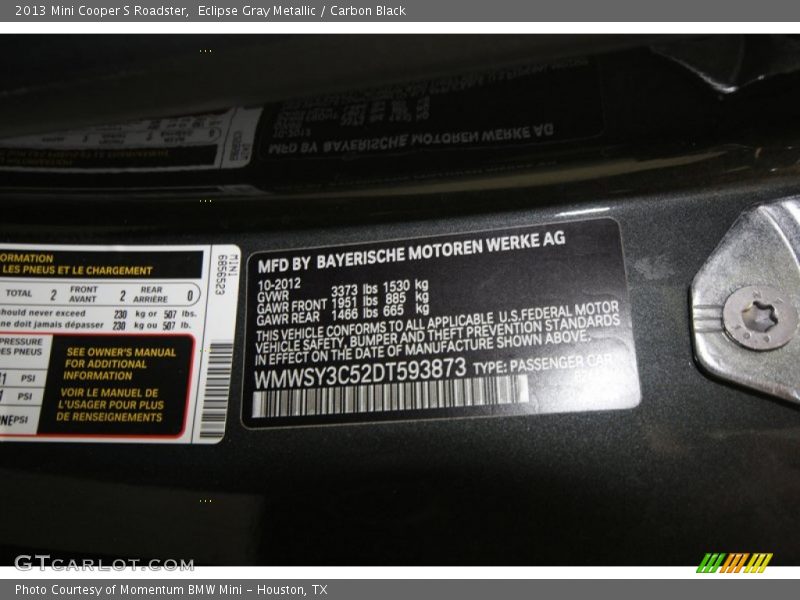 2013 Mini Cooper S Roadster,  Eclipse Gray Metallic / Carbon Black
MFD BY BAYERISCHE MOTOREN WERKE AG
10-2012
GVWR 3373 lbs 1530 kg
GAWR FRONT 1951 lbs 885 kg
GAWR REAR 1466 lbs 665 kg
THIS VEHICLE CONFORMS TO ALL APPLICABLE U.S.FEDERAL MOTOR
VEHICLE SAFETY, BUMPER AND THEFT PREVENTION STANDARDS
IN EFFECT ON THE DATE OF MANUFACTURE SHOWN ABOVE.
WMWSY3C52DT593873 TYPE: PASSENGER CAR
ORMATION
LES PNEUS ET LE CHARGEMENT
MINI
6856523
TOTAL 2 FRONT AVANT 2 REAR ARRIÈRE 0
should never exceed 230 kg or 507 lbs.
ne doit jamais dépasser 230 kg ou 507 lb.
PRESSURE
DES PNEUS
PSI
PSI
PSI
SEE OWNER'S MANUAL
FOR ADDITIONAL
INFORMATION
VOIR LE MANUEL DE
L'USAGER POUR PLUS
DE RENSEIGNEMENTS
GTCARLOT.COM
Photo Courtesy of Momentum BMW Mini - Houston, TX